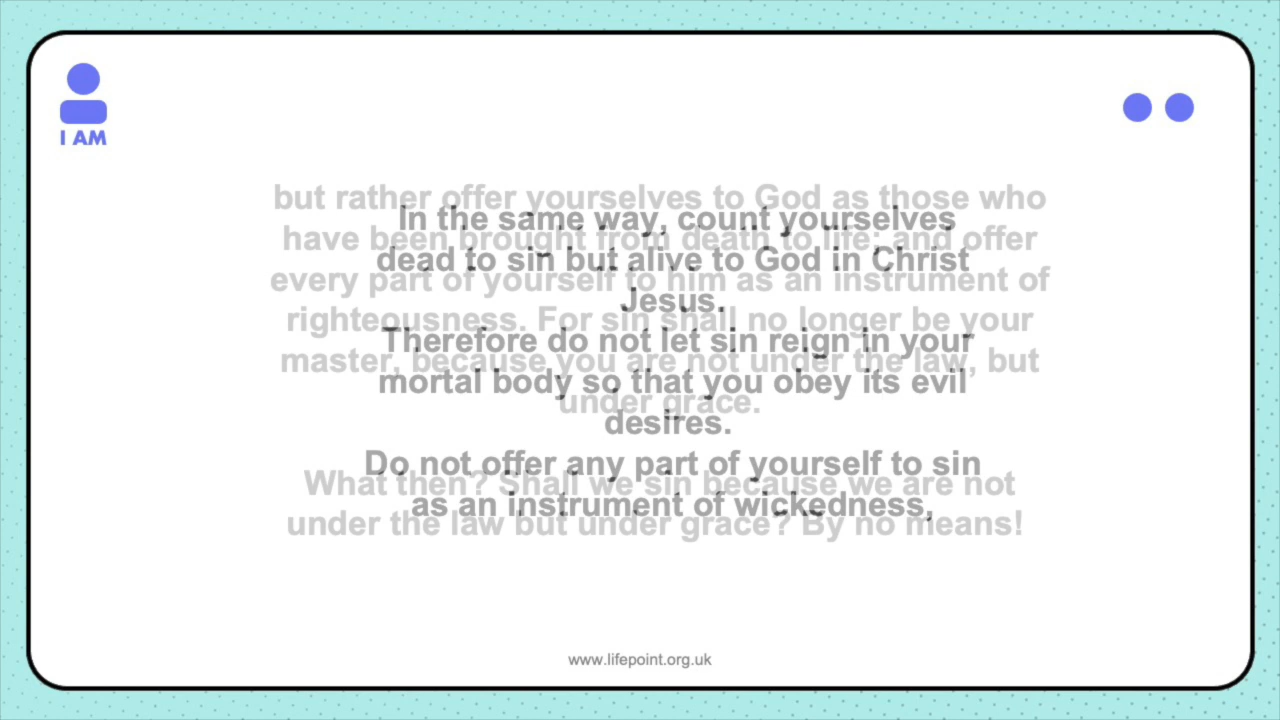 I AM
In the same way, count yourselves
dead to sin but alive to God in Christ
Jesus.
Therefore do not let sin reign in your
mortal body so that you obey its evil
desires.
Do not offer any part of yourself to sin
as an instrument of wickedness,
but rather offer yourselves to God as those who
have been brought from death to life; and offer
every part of yourself to him as an instrument of
righteousness. For sin shall no longer be your
master, because you are not under the law, but
under grace.
What then? Shall we sin because we are not
under the law but under grace? By no means!
www.lifepoint.org.uk